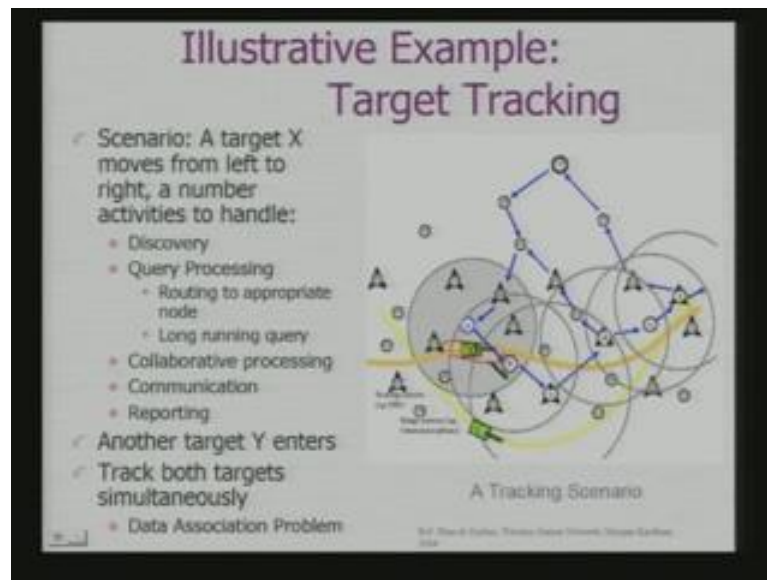 Illustrative Example:
Target Tracking
Scenario: A target X
moves from left to
right, a number
activities to handle:
Discovery
Query Processing
Routing to appropriate
node
Long running query
Collaborative processing
Communication
Reporting
Another target Y enters
Track both targets
simultaneously
Data Association Problem
A Tracking Scenario